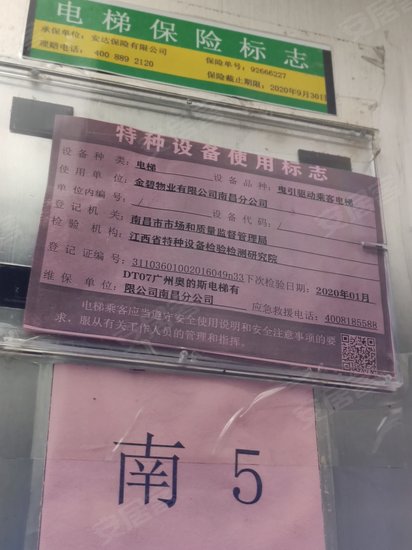 电梯保险标志
承保单位：安达保险有限公司 保险单号：92666227
理赔电话：400 889 2120 保险截止期限：2020年9月30日
特种设备使用标志
设备种类：电梯 设备品种：曳引驱动乘客电梯
使用单位：金碧物业有限公司南昌分公司
单位内编号：/ 设备代码：/
登记机关：南昌市市场和质量监督管理局
检验机构：江西省特种设备检验检测研究院
登记证编号：311036010020160 49n33 下次检验日期：2020年01月
维保单位：DT07广州奥的斯电梯有限公司南昌分公司 应急救援电话：4008185588
电梯乘客应当遵守安全使用说明和安全注意事项的要
求，服从有关工作人员的管理和指挥。
南 5